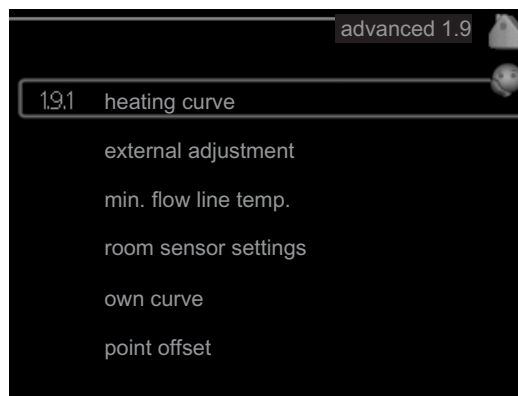 advanced 1.9
1.9.1 heating curve
external adjustment
min. flow line temp.
room sensor settings
own curve
point offset